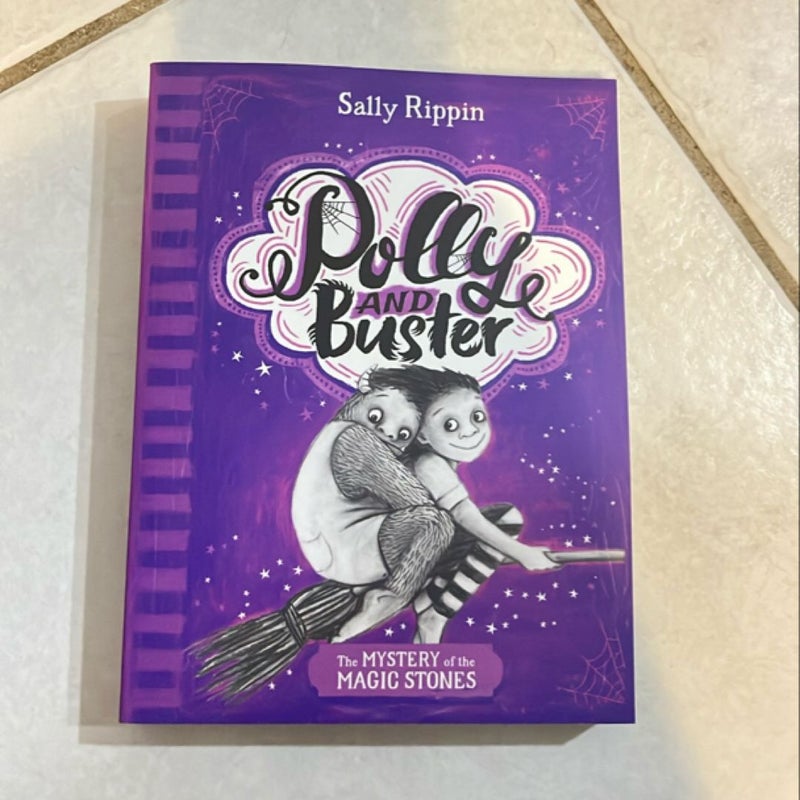 Sally Rippin
Polly
AND
Buster
The MYSTERY of the
MAGIC STONES